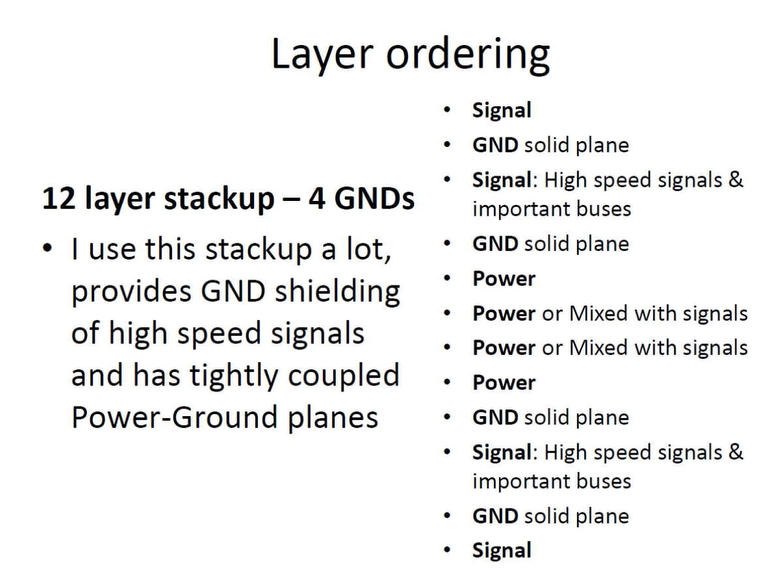 Layer ordering
12 layer stackup – 4 GNDs
• I use this stackup a lot,
provides GND shielding
of high speed signals
and has tightly coupled
Power-Ground planes
• Signal
• GND solid plane
• Signal: High speed signals &
important buses
• GND solid plane
• Power
• Power or Mixed with signals
• Power or Mixed with signals
• Power
• GND solid plane
• Signal: High speed signals &
important buses
• GND solid plane
• Signal